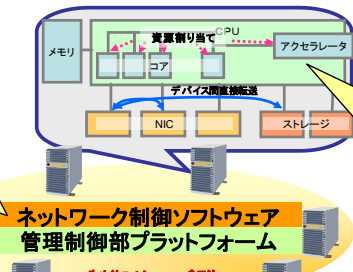 CPU
資源割り当て
メモリ
アクセラレータ
コア
デバイス間直接転送
NIC
ストレージ
ネットワーク制御ソフトウェア
管理制御部プラットフォーム